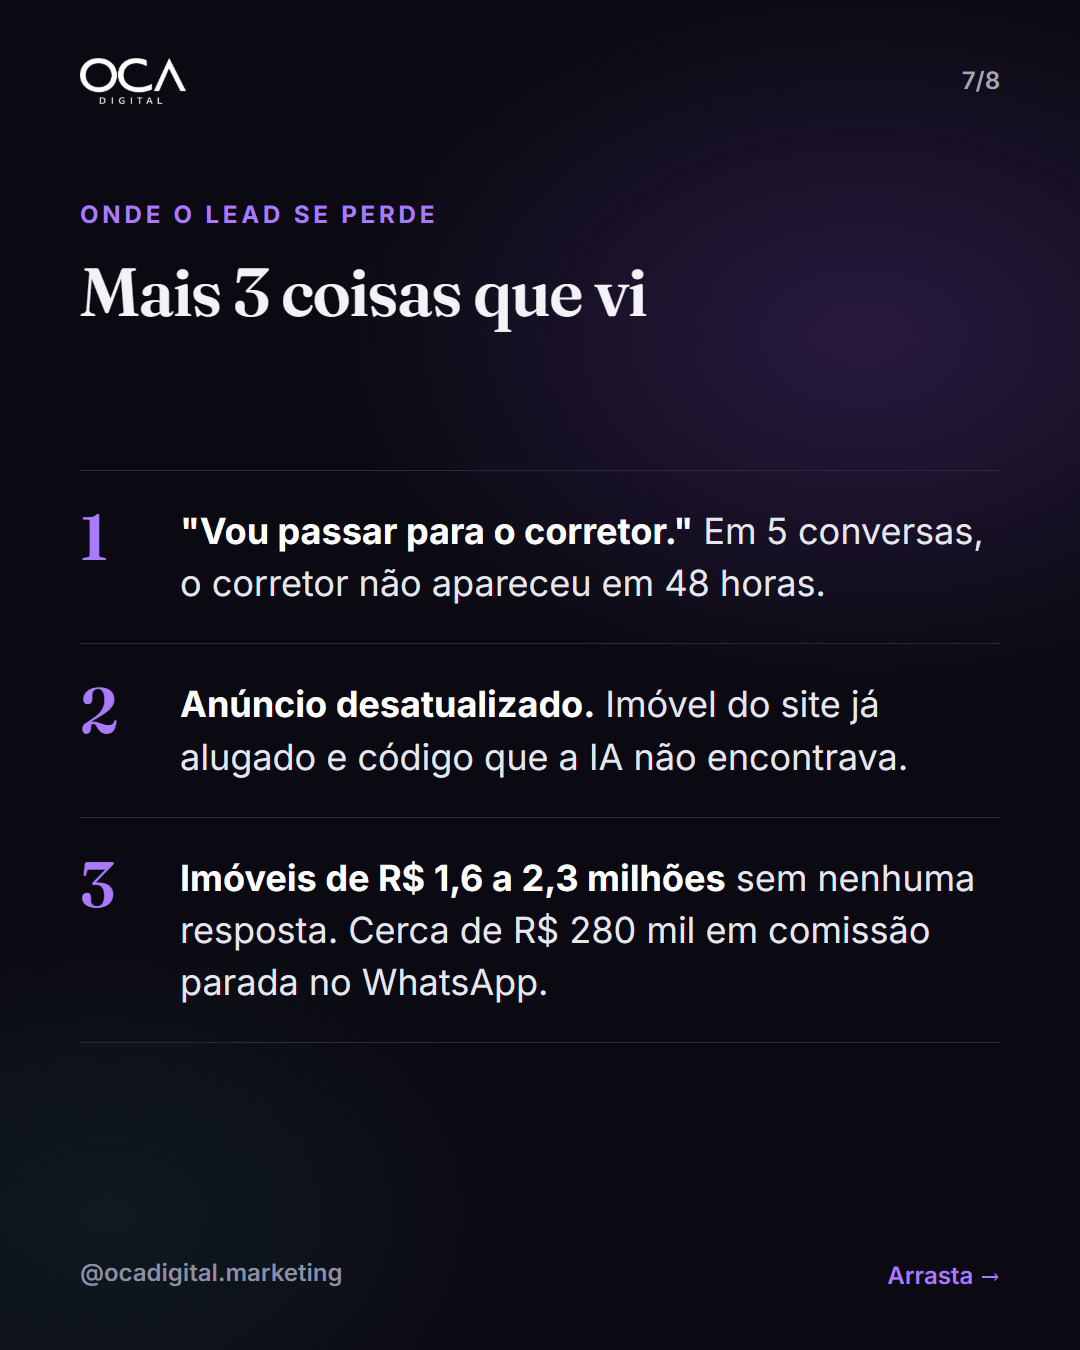 OCA
DIGITAL
7/8
ONDE O LEAD SE PERDE
Mais 3 coisas que vi
1
"Vou passar para o corretor." Em 5 conversas,
o corretor não apareceu em 48 horas.
2
Anúncio desatualizado. Imóvel do site já
alugado e código que a IA não encontrava.
3
Imóveis de R$ 1,6 a 2,3 milhões sem nenhuma
resposta. Cerca de R$ 280 mil em comissão
parada no WhatsApp.
@ocadigital.marketing
Arrasta →